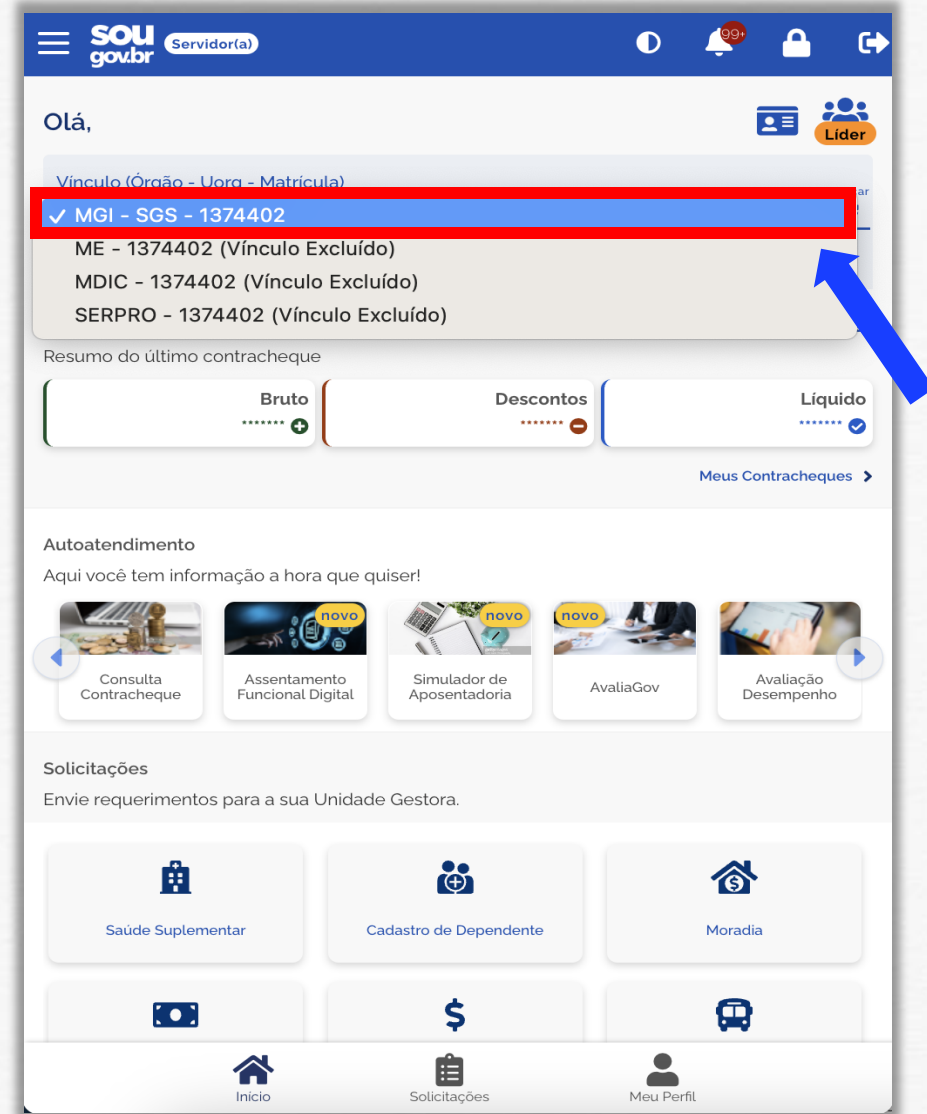 sou
gov.br
Servidor(a)
99+
Olá,
Líder
Vínculo (Órgão - Uorg - Matrícula)
ar
✓ MGI - SGS - 1374402
ME - 1374402 (Vínculo Excluído)
MDIC - 1374402 (Vínculo Excluído)
SERPRO - 1374402 (Vínculo Excluído)
Resumo do último contracheque
Bruto
*******
Descontos
*******
Líquido
*******
Meus Contracheques
Autoatendimento
Aqui você tem informação a hora que quiser!
Consulta
Contracheque
novo
Assentamento
Funcional Digital
novo
Simulador de
Aposentadoria
novo
AvaliaGov
Avaliação
Desempenho
Solicitações
Envie requerimentos para a sua Unidade Gestora.
Saúde Suplementar
Cadastro de Dependente
Moradia
Início
Solicitações
Meu Perfil